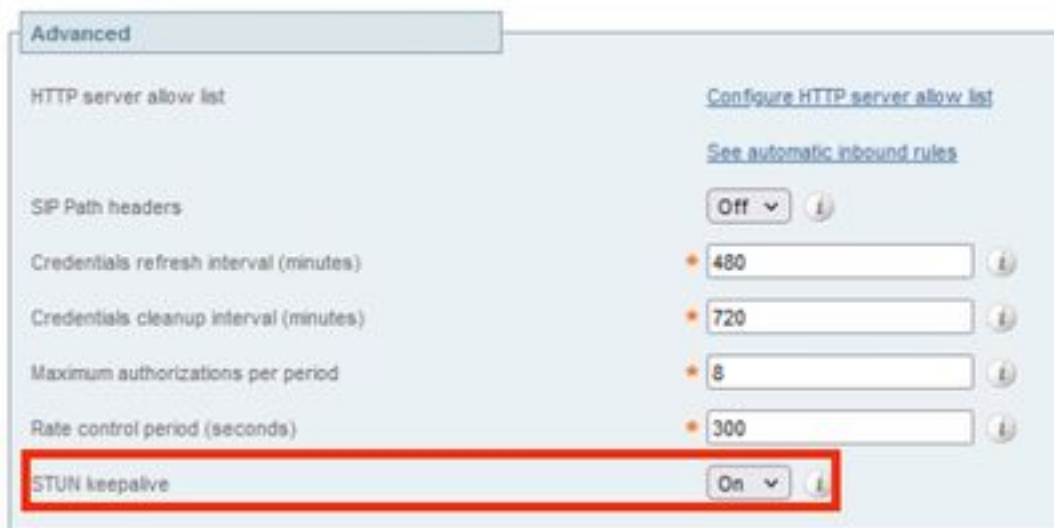 Advanced
HTTP server allow list Configure HTTP server allow list
See automatic inbound rules
SIP Path headers Off i
Credentials refresh interval (minutes) * 480 i
Credentials cleanup interval (minutes) * 720 i
Maximum authorizations per period * 8 i
Rate control period (seconds) * 300 i
STUN keepalive On i